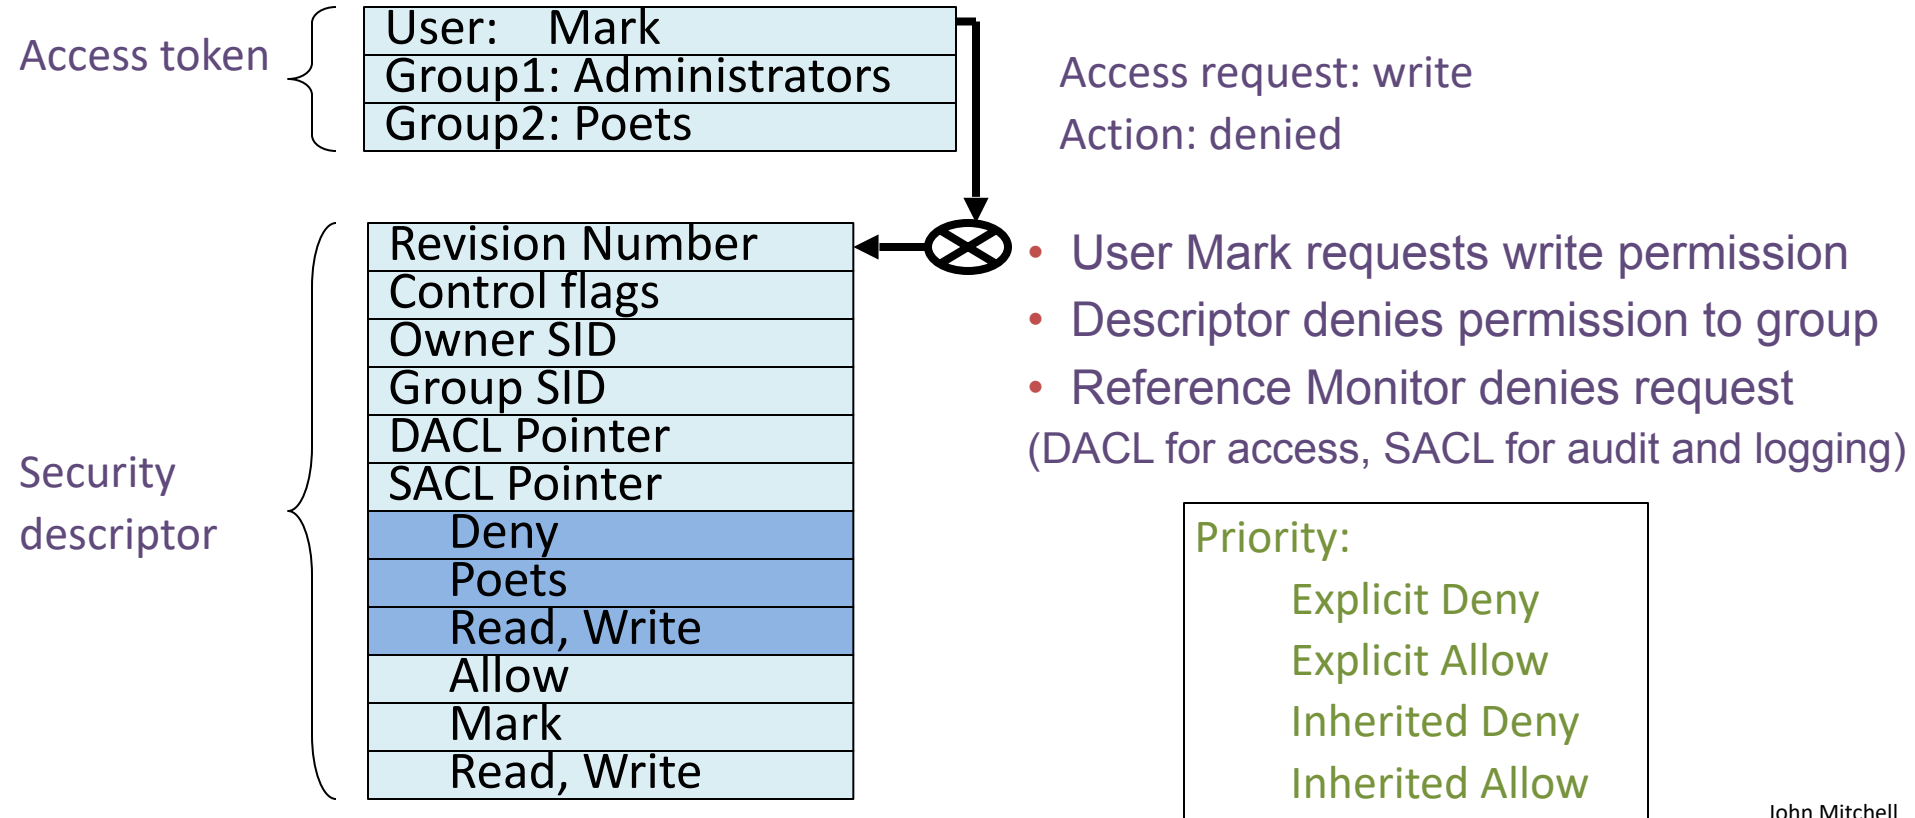 Access token
User: Mark
Group1: Administrators
Group2: Poets
Access request: write
Action: denied
Security
descriptor
Revision Number
Control flags
Owner SID
Group SID
DACL Pointer
SACL Pointer
Deny
Poets
Read, Write
Allow
Mark
Read, Write
• User Mark requests write permission
• Descriptor denies permission to group
• Reference Monitor denies request
(DACL for access, SACL for audit and logging)
Priority:
Explicit Deny
Explicit Allow
Inherited Deny
Inherited Allow
John Mitchell